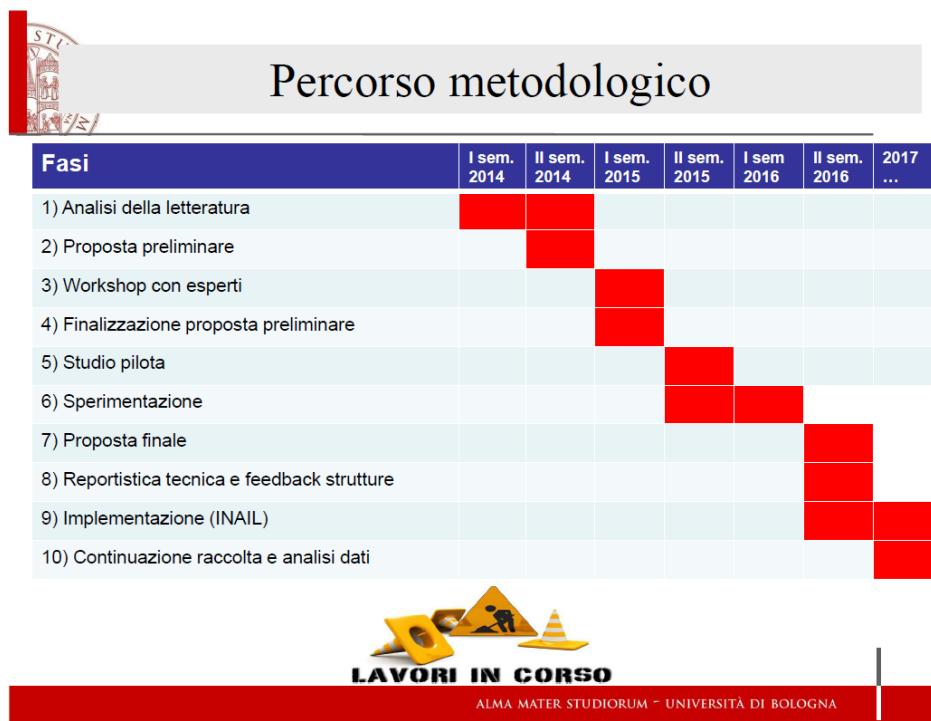 STU
M
Percorso metodologico
Fasi
I sem. 2014
II sem. 2014
I sem. 2015
II sem. 2015
I sem 2016
II sem. 2016
2017 ...
1) Analisi della letteratura
2) Proposta preliminare
3) Workshop con esperti
4) Finalizzazione proposta preliminare
5) Studio pilota
6) Sperimentazione
7) Proposta finale
8) Reportistica tecnica e feedback strutture
9) Implementazione (INAIL)
10) Continuazione raccolta e analisi dati
LAVORI IN CORSO
ALMA MATER STUDIORUM ~ UNIVERSITÀ DI BOLOGNA